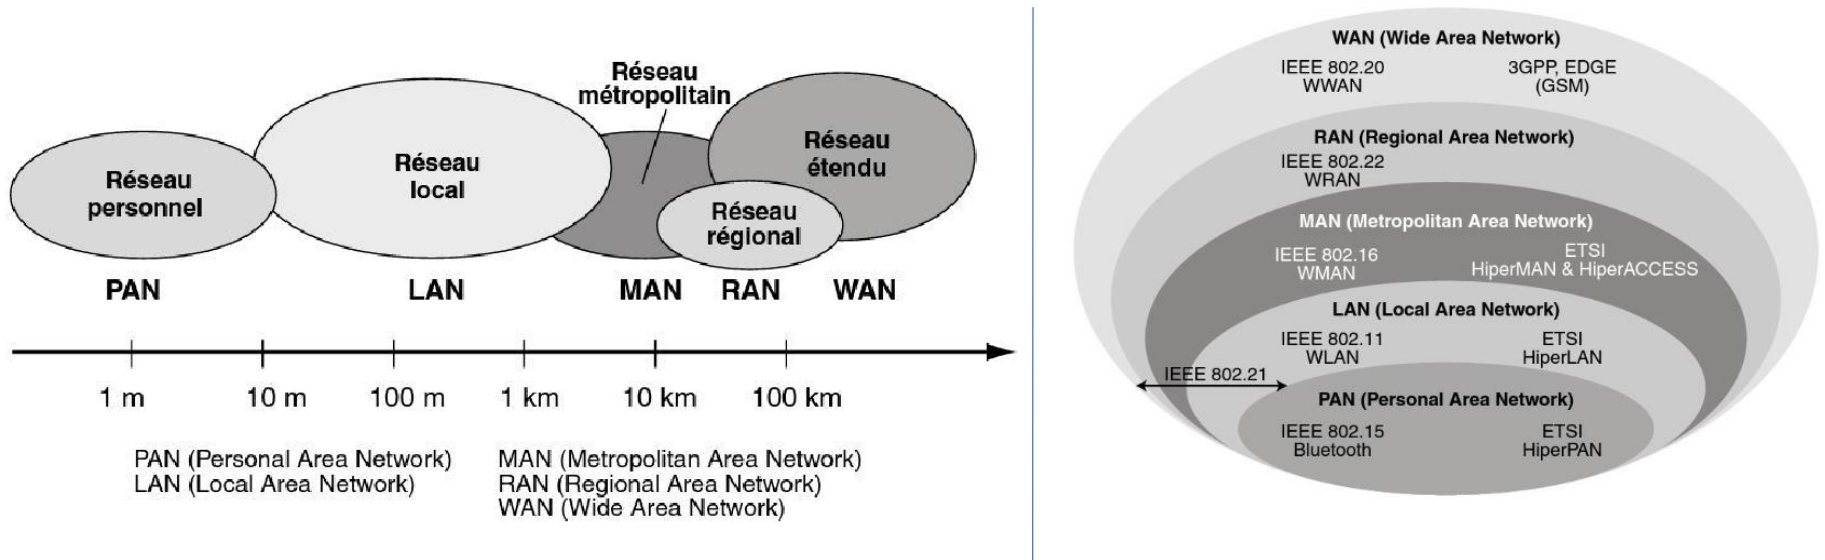 Réseau
métropolitain
Réseau
personnel
Réseau
local
Réseau
étendu
Réseau
régional
PAN
LAN
MAN
RAN
WAN
1 m
10 m
100 m
1 km
10 km
100 km
PAN (Personal Area Network)
LAN (Local Area Network)
MAN (Metropolitan Area Network)
RAN (Regional Area Network)
WAN (Wide Area Network)
WAN (Wide Area Network)
IEEE 802.20
WWAN
3GPP, EDGE
(GSM)
RAN (Regional Area Network)
IEEE 802.22
WRAN
MAN (Metropolitan Area Network)
IEEE 802.16
WMAN
ETSI
HiperMAN & HiperACCESS
LAN (Local Area Network)
IEEE 802.11
WLAN
ETSI
HiperLAN
IEEE 802.21
PAN (Personal Area Network)
IEEE 802.15
Bluetooth
ETSI
HiperPAN